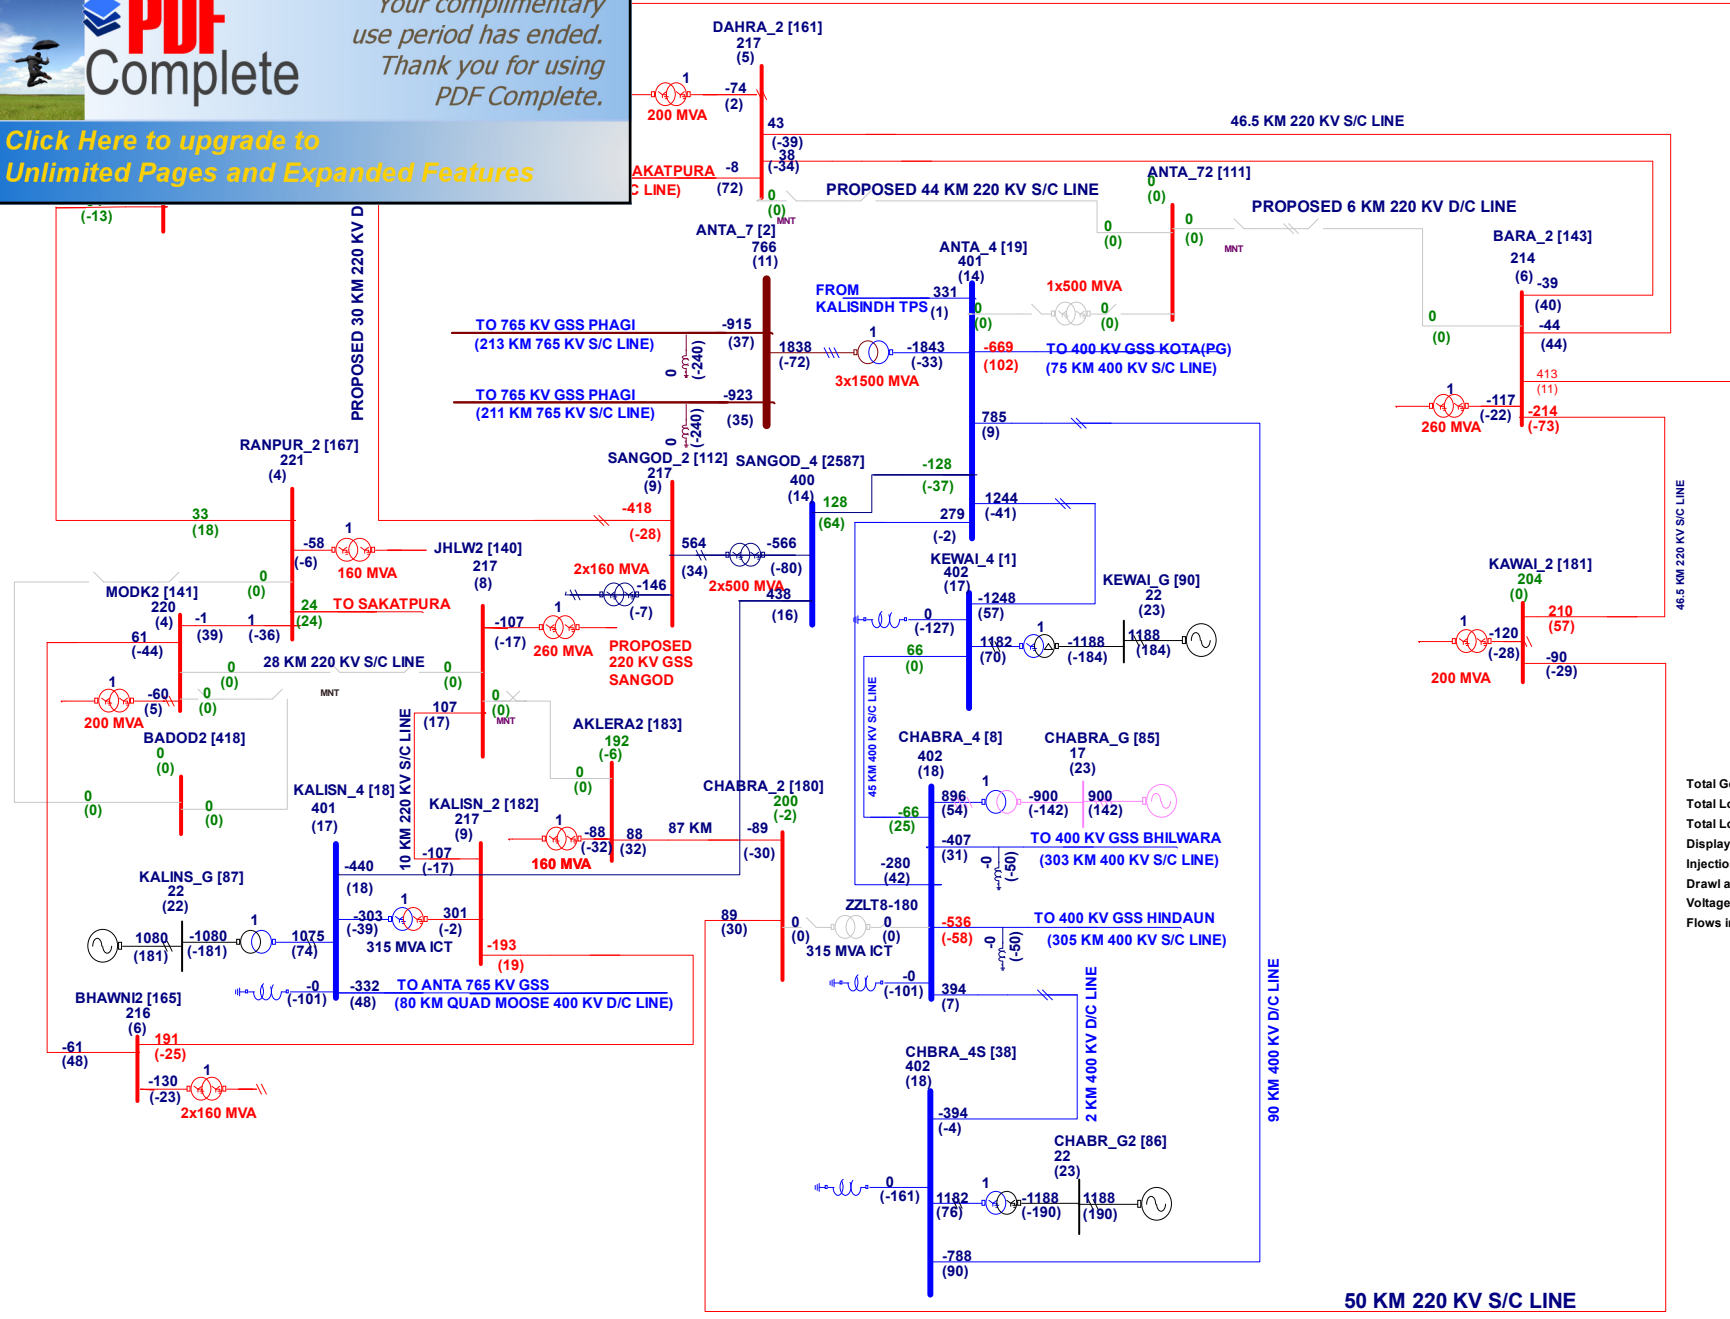 Your complimentary
use period has ended.
Thank you for using
PDF Complete.
PDF
Complete
Click Here to upgrade to
Unlimited Pages and Expanded Features
DAHRA_2 [161]
217
(5)
1
-74
(2)
200 MVA
43
(-39)
38
(-34)
46.5 KM 220 KV S/C LINE
AKATPURA
C LINE)
-8
(72)
0
(0)
MNT
PROPOSED 44 KM 220 KV S/C LINE
ANTA_72 [111]
0
(0)
0
(0)
0
(0)
MNT
PROPOSED 6 KM 220 KV D/C LINE
BARA_2 [143]
214
(6)
-39
(40)
-44
(44)
0
(0)
413
(11)
1
-117
(-22)
260 MVA
-214
(-73)
46.5 KM 220 KV S/C LINE
(-13)
PROPOSED 30 KM 220 KV D
ANTA_7 [2]
766
(11)
TO 765 KV GSS PHAGI
(213 KM 765 KV S/C LINE)
-915
(37)
0
(-240)
1838
(-72)
1
-1843
(-33)
3x1500 MVA
TO 765 KV GSS PHAGI
(211 KM 765 KV S/C LINE)
-923
(35)
0
(-240)
ANTA_4 [19]
401
(14)
FROM
KALISINDH TPS
331
(1)
0
(0)
1x500 MVA
0
(0)
-669
(102)
TO 400 KV GSS KOTA(PG)
(75 KM 400 KV S/C LINE)
785
(9)
-128
(-37)
1244
(-41)
279
(-2)
RANPUR_2 [167]
221
(4)
33
(18)
1
-58
(-6)
160 MVA
0
(0)
24
(24)
TO SAKATPURA
1
(-36)
SANGOD_2 [112]
217
(9)
-418
(-28)
564
(34)
-566
(-80)
2x500 MVA
2x160 MVA
-146
(-7)
PROPOSED
220 KV GSS
SANGOD
SANGOD_4 [2587]
400
(14)
128
(64)
438
(16)
JHLW2 [140]
217
(8)
-107
(-17)
1
260 MVA
0
(0)
0
(0)
MNT
107
(17)
10 KM 220 KV S/C LINE
MODK2 [141]
220
(4)
-1
(39)
61
(-44)
0
(0)
28 KM 220 KV S/C LINE
1
-60
(5)
200 MVA
0
(0)
MNT
BADOD2 [418]
0
(0)
0
(0)
0
(0)
KEWAI_4 [1]
402
(17)
-1248
(57)
0
(-127)
1182
(70)
1
-1188
(-184)
KEWAI_G [90]
22
(23)
1188
(184)
66
(0)
45 KM 400 KV S/C LINE
KAWAI_2 [181]
204
(0)
210
(57)
1
-120
(-28)
200 MVA
-90
(-29)
AKLERA2 [183]
192
(-6)
0
(0)
1
-88
(-32)
160 MVA
88
(32)
87 KM
CHABRA_2 [180]
200
(-2)
-89
(-30)
89
(30)
0
(0)
ZZLT8-180
0
(0)
315 MVA ICT
CHABRA_4 [8]
402
(18)
896
(54)
1
-900
(-142)
CHABRA_G [85]
17
(23)
900
(142)
-66
(25)
-407
(31)
TO 400 KV GSS BHILWARA
(303 KM 400 KV S/C LINE)
-0
(-50)
-280
(42)
-536
(-58)
TO 400 KV GSS HINDAUN
(305 KM 400 KV S/C LINE)
-0
(-50)
-0
(-101)
394
(7)
2 KM 400 KV D/C LINE
90 KM 400 KV D/C LINE
KALISN_4 [18]
401
(17)
-440
(18)
-303
(-39)
1
301
(-2)
315 MVA ICT
KALISN_2 [182]
217
(9)
-107
(-17)
-193
(19)
KALINS_G [87]
22
(22)
1080
(181)
-1080
(-181)
1
1075
(74)
-0
(-101)
-332
(48)
TO ANTA 765 KV GSS
(80 KM QUAD MOOSE 400 KV D/C LINE)
BHAWNI2 [165]
216
(6)
-61
(48)
191
(-25)
-130
(-23)
1
2x160 MVA
CHBRA_4S [38]
402
(18)
-394
(-4)
0
(-161)
1182
(76)
1
-1188
(-190)
CHABR_G2 [86]
22
(23)
1188
(190)
-788
(90)
50 KM 220 KV S/C LINE
Total G
Total Lo
Total Lo
Display
Injectio
Drawl a
Voltage
Flows i